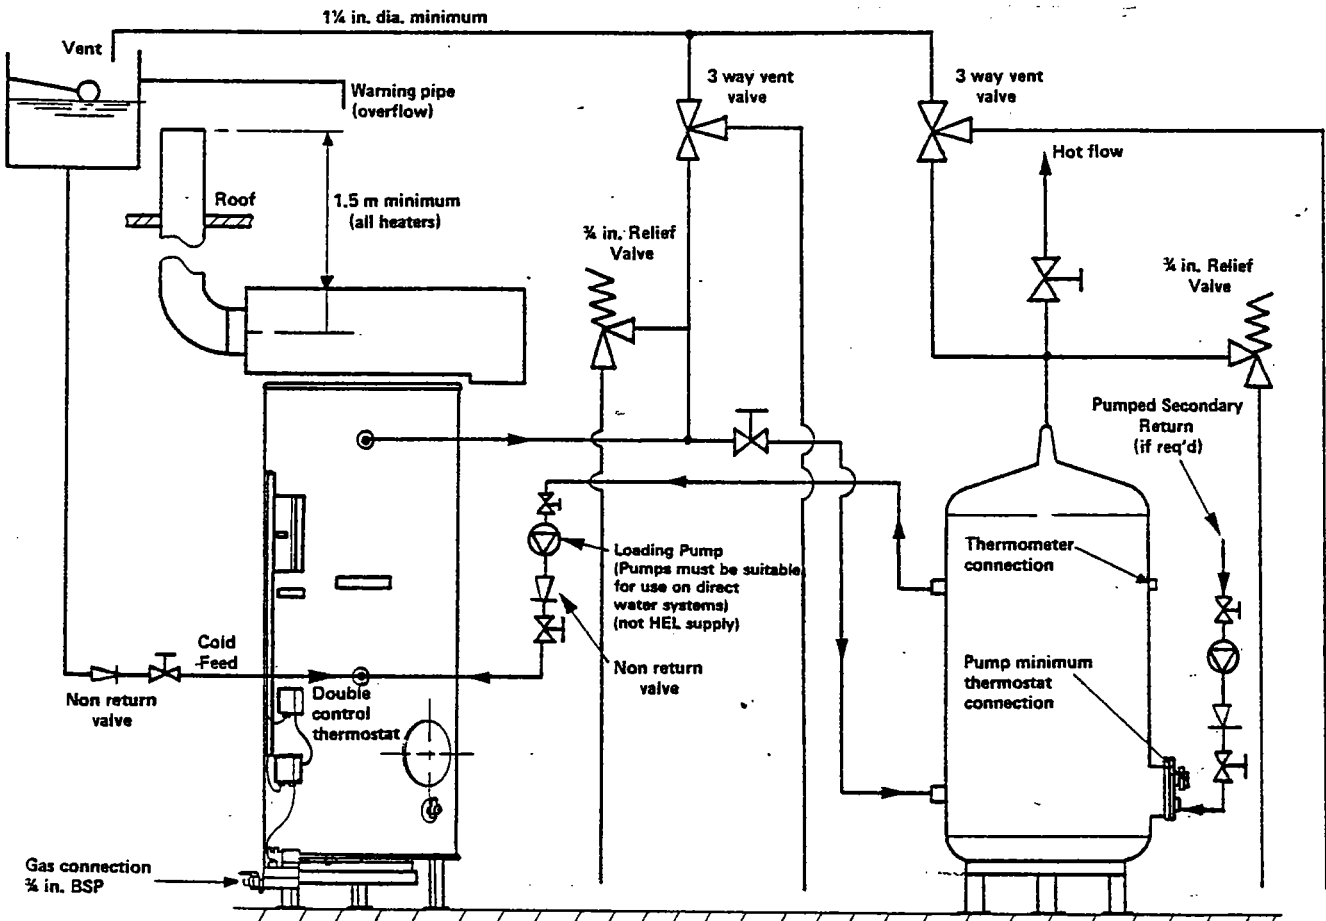 1¼ in. dia. minimum
Vent
Warning pipe
(overflow)
3 way vent
valve
3 way vent
valve
Hot flow
Roof
1.5 m minimum
(all heaters)
¾ in. Relief
Valve
¾ in. Relief
Valve
Pumped Secondary
Return
(if req'd)
Loading Pump
(Pumps must be suitable
for use on direct
water systems)
(not HEL supply)
Thermometer
connection
Cold
Feed
Non return
valve
Non return
valve
Double
control
thermostat
Pump minimum
thermostat
connection
Gas connection
¾ in. BSP